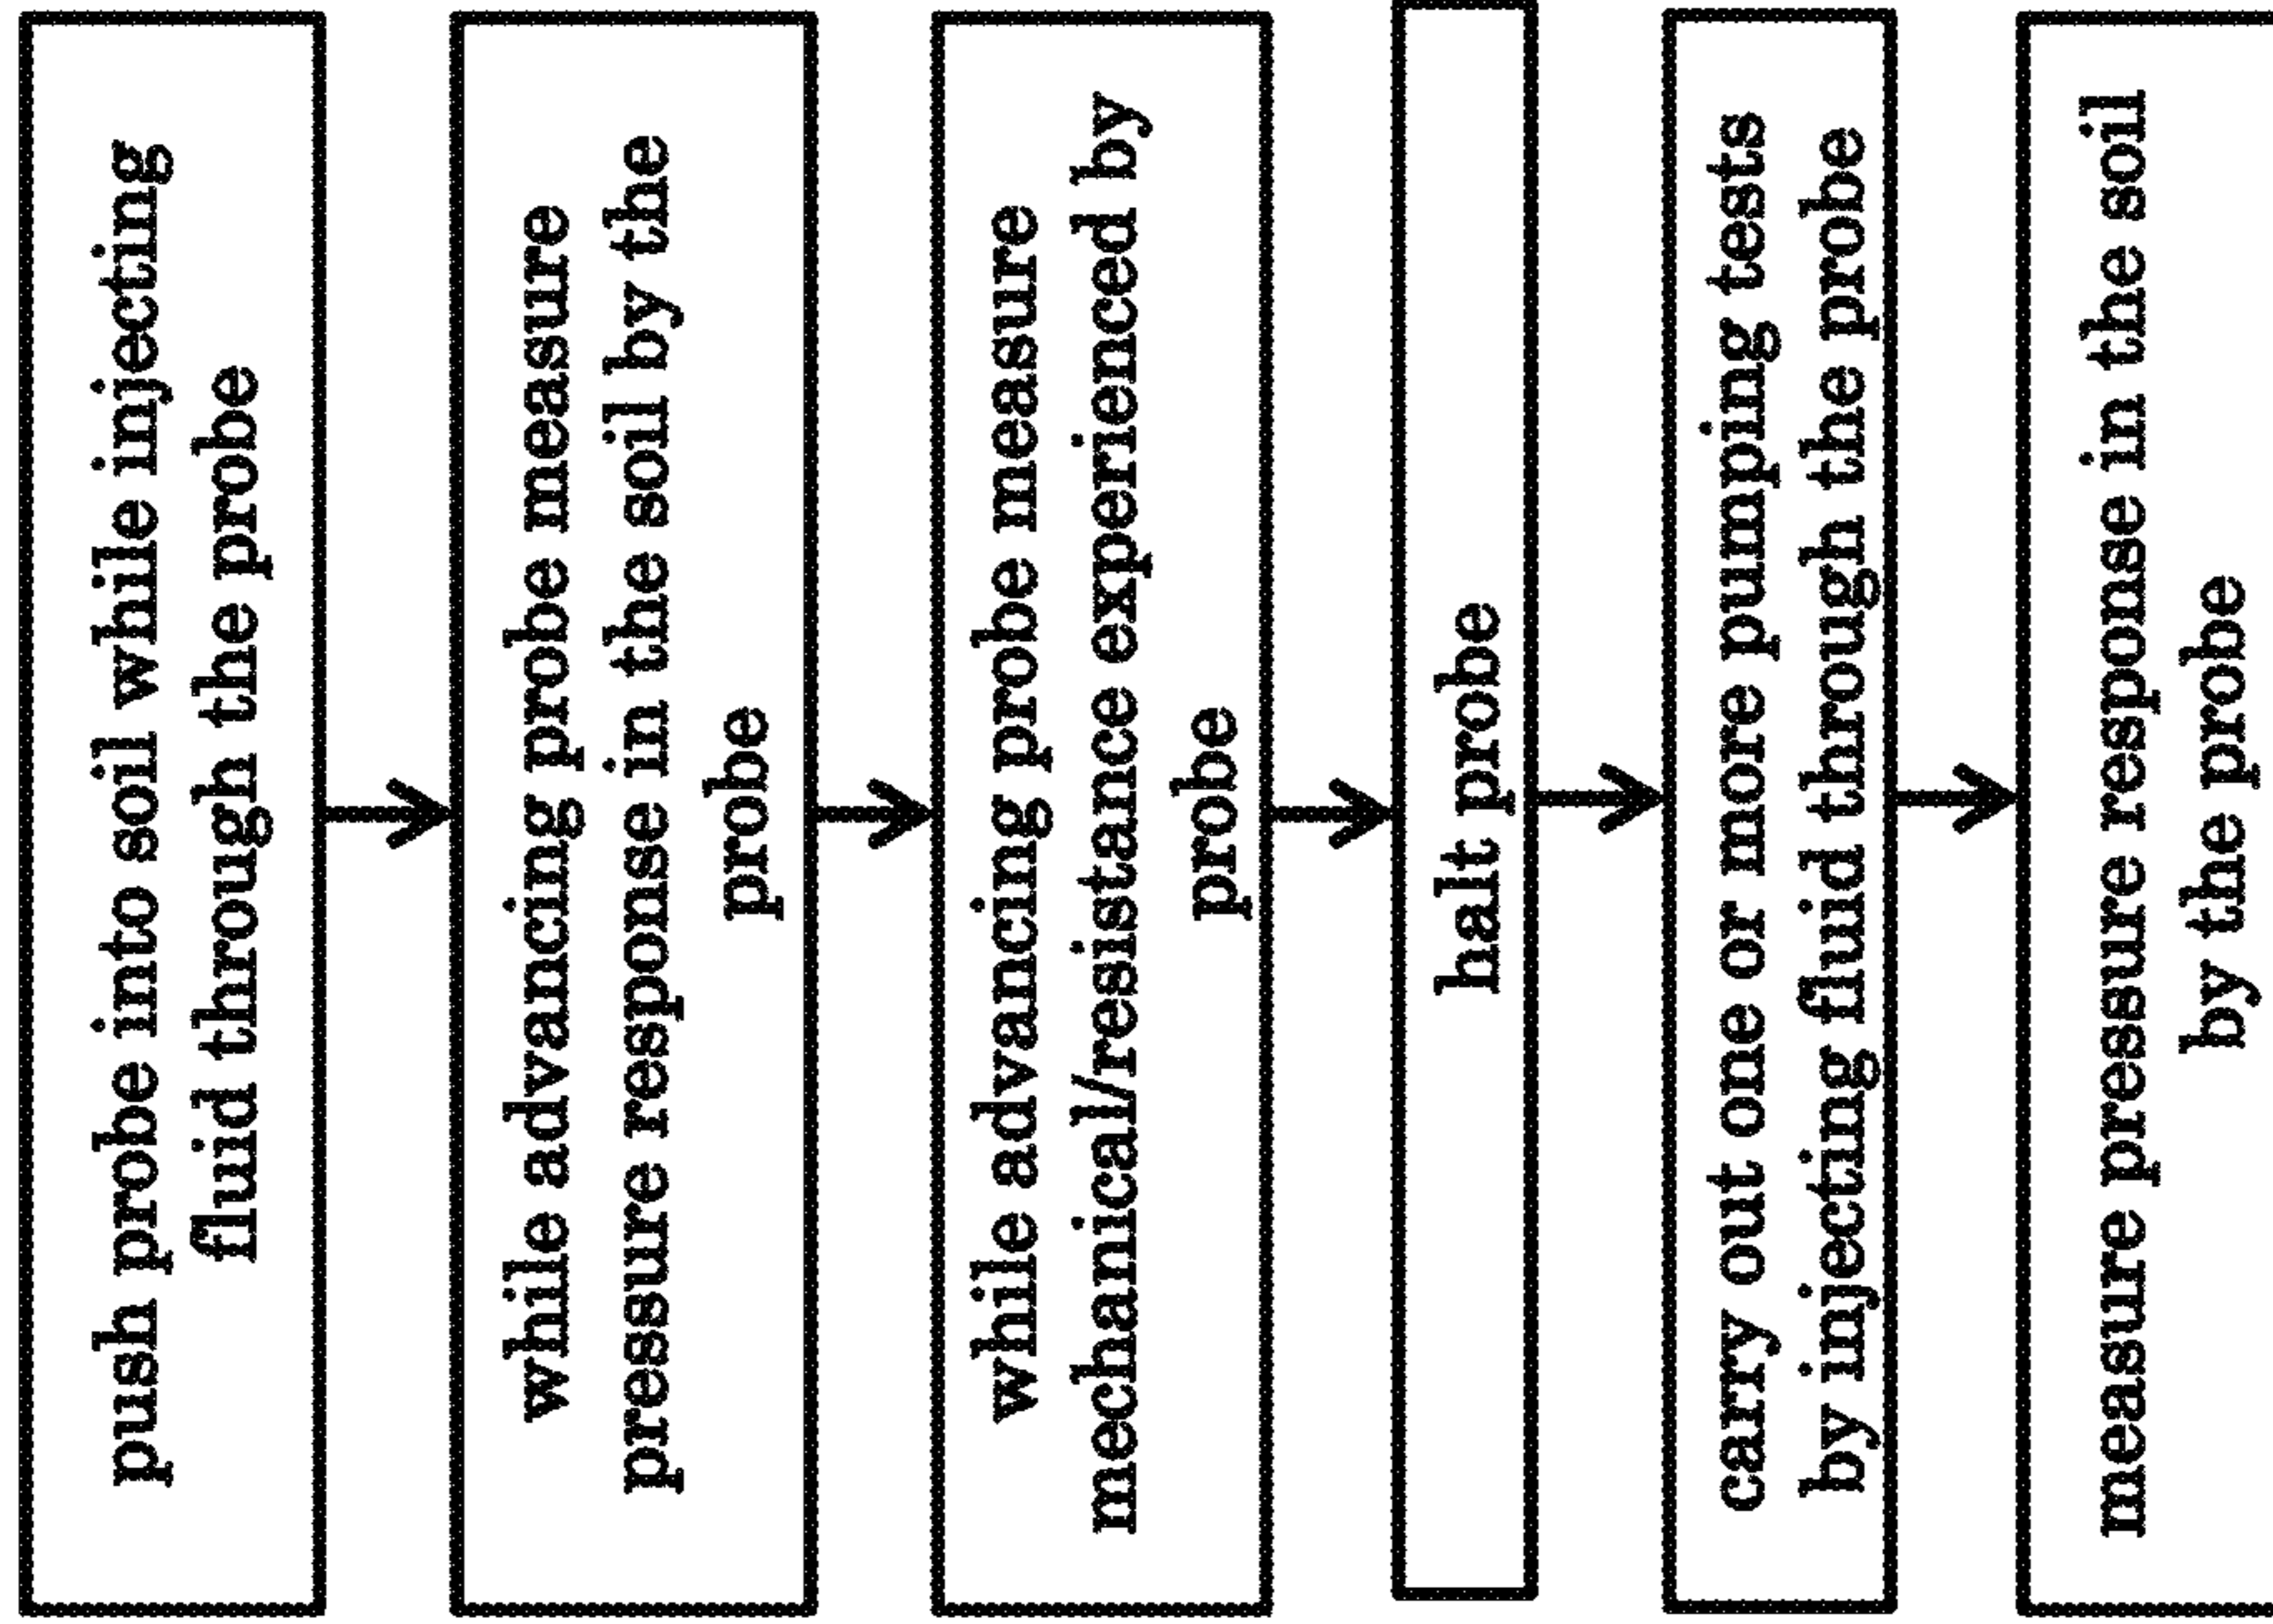 push probe into soil while injecting
fluid through the probe
while advancing probe measure
pressure response in the soil by the
probe
while advancing probe measure
mechanical/resistance experienced by
probe
halt probe
carry out one or more pumping tests
by injecting fluid through the probe
measure pressure response in the soil
by the probe